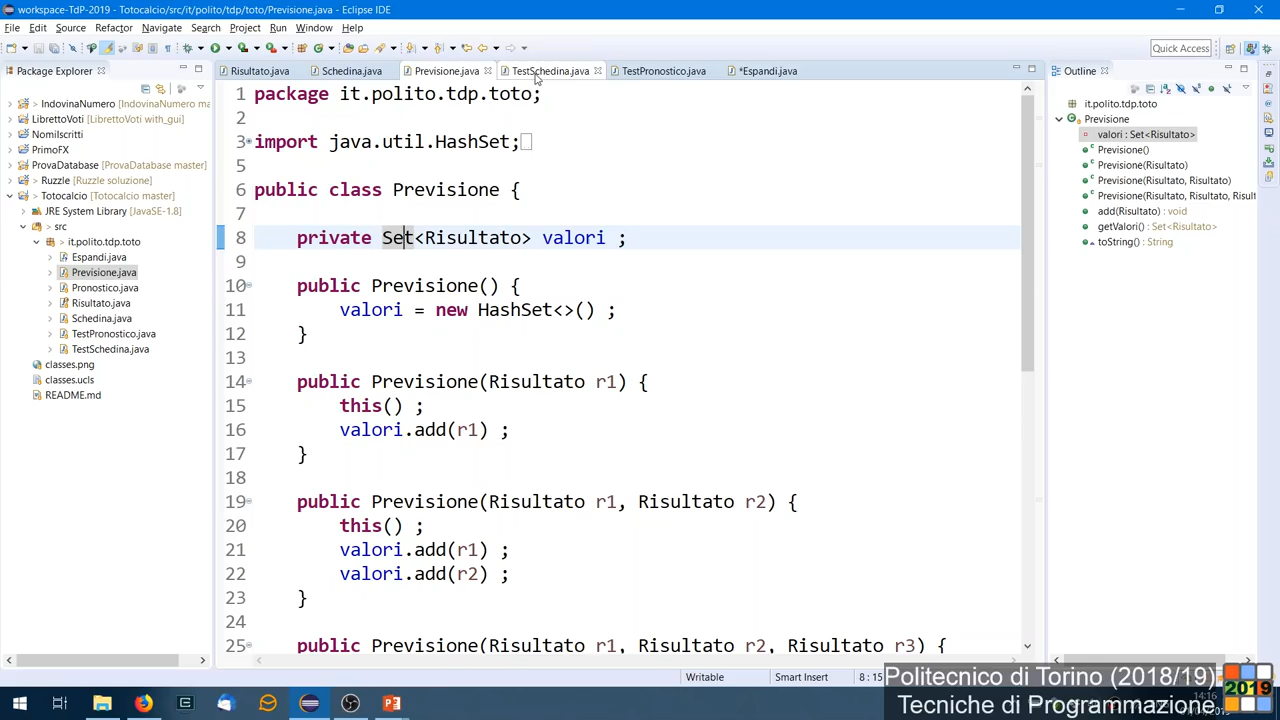 workspace-TdP-2019 - Totocalcio/src/it/polito/tdp/toto/Previsione.java - Eclipse IDE
File Edit Source Refactor Navigate Search Project Run Window Help
Quick Access
Package Explorer
Risultato.java
Schedina.java
Previsione.java
TestSchedina.java
TestPronostico.java
*Espandi.java
Outline
IndovinaNumero [IndovinaNumero
> LibrettoVoti [LibrettoVoti with_gui]
NomiIscritti
PrimoFX
ProvaDatabase [ProvaDatabase master]
> Ruzzle [Ruzzle soluzione]
> Totocalcio [Totocalcio master]
JRE System Library [JavaSE-1.8]
> src
> it.polito.tdp.toto
Espandi.java
Previsione.java
Pronostico.java
Risultato.java
Schedina.java
TestPronostico.java
TestSchedina.java
classes.png
classes.ucls
README.md
1 package it.polito.tdp.toto;
2
3 import java.util.HashSet;
5
6 public class Previsione {
7
8 private Set<Risultato> valori ;
9
10 public Previsione() {
11 valori = new HashSet<>() ;
12 }
13
14 public Previsione(Risultato r1) {
15 this() ;
16 valori.add(r1) ;
17 }
18
19 public Previsione(Risultato r1, Risultato r2) {
20 this() ;
21 valori.add(r1) ;
22 valori.add(r2) ;
23 }
24
25 public Previsione(Risultato r1, Risultato r2, Risultato r3) {
it.polito.tdp.toto
Previsione
valori : Set<Risultato>
Previsione()
Previsione(Risultato)
Previsione(Risultato, Risultato)
Previsione(Risultato, Risultato, Risult
add(Risultato) : void
getValori() : Set<Risultato>
toString() : String
Writable
Smart Insert
8 : 15
Politecnico di Torino (2018/19)
Tecniche di Programmazione
2019
14:16